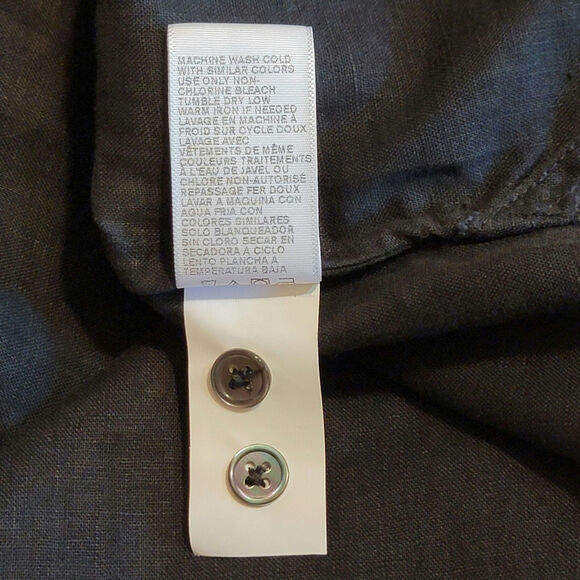 MACHINE WASH COLD
WITH SIMILAR COLORS
USE ONLY NON-
CHLORINE BLEACH
TUMBLE DRY LOW
WARM IRON IF NEEDED
LAVAGE EN MACHINE À
FROID SUR CYCLE DOUX
LAVAGE AVEC
VÊTEMENTS DE MÊME
COULEURS TRAITEMENTS
À L'EAU DE JAVEL OU
CHLORE NON-AUTORISÉ
REPASSAGE FER DOUX
LAVAR A MAQUINA CON
AGUA FRIA CON
COLORES SIMILARES
SOLO BLANQUEADOR
SIN CLORO SECAR EN
SECADORA A CICLO
LENTO PLANCHA A
TEMPERATURA BAJA